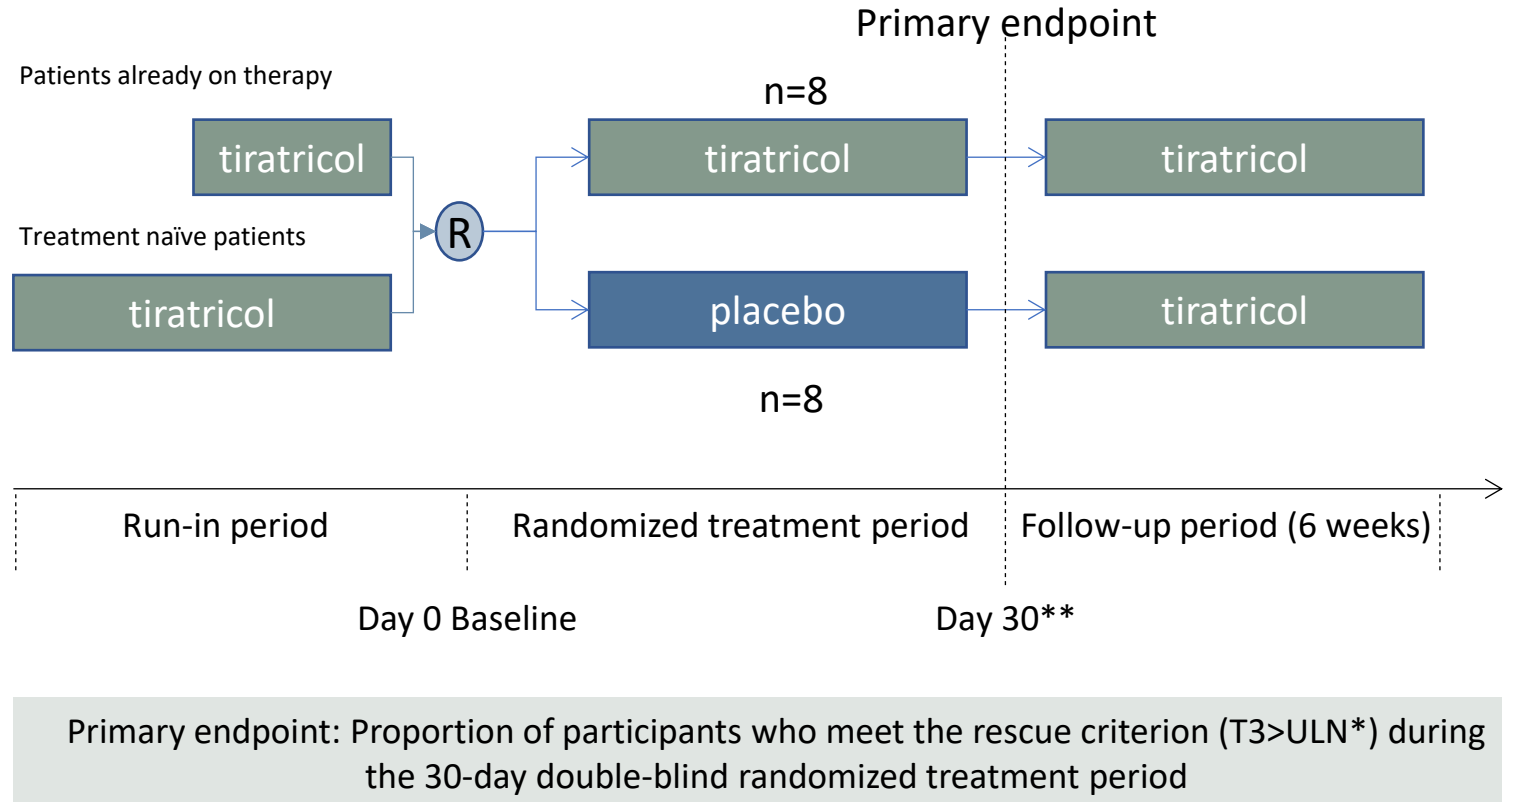 Primary endpoint
Patients already on therapy
n=8
tiratricol
tiratricol
tiratricol
Treatment naïve patients
R
tiratricol
placebo
tiratricol
n=8
Run-in period
Randomized treatment period
Follow-up period (6 weeks)
Day 0 Baseline
Day 30**
Primary endpoint: Proportion of participants who meet the rescue criterion (T3>ULN*) during
the 30-day double-blind randomized treatment period